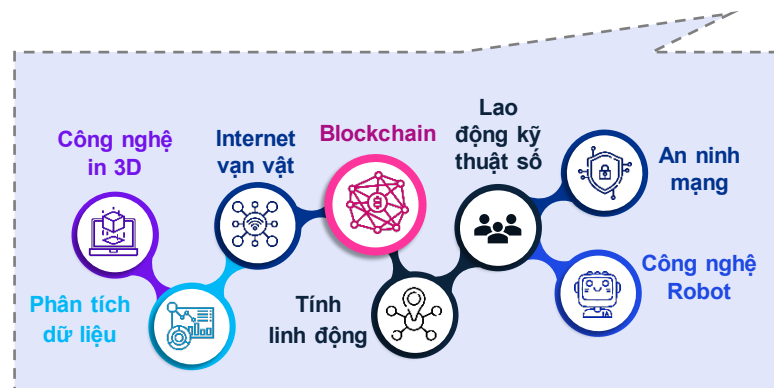 Công nghệ
in 3D
Internet
vạn vật
Blockchain
Lao
động kỹ
thuật số
An ninh
mạng
Phân tích
dữ liệu
Tính
linh động
Công nghệ
Robot
IA